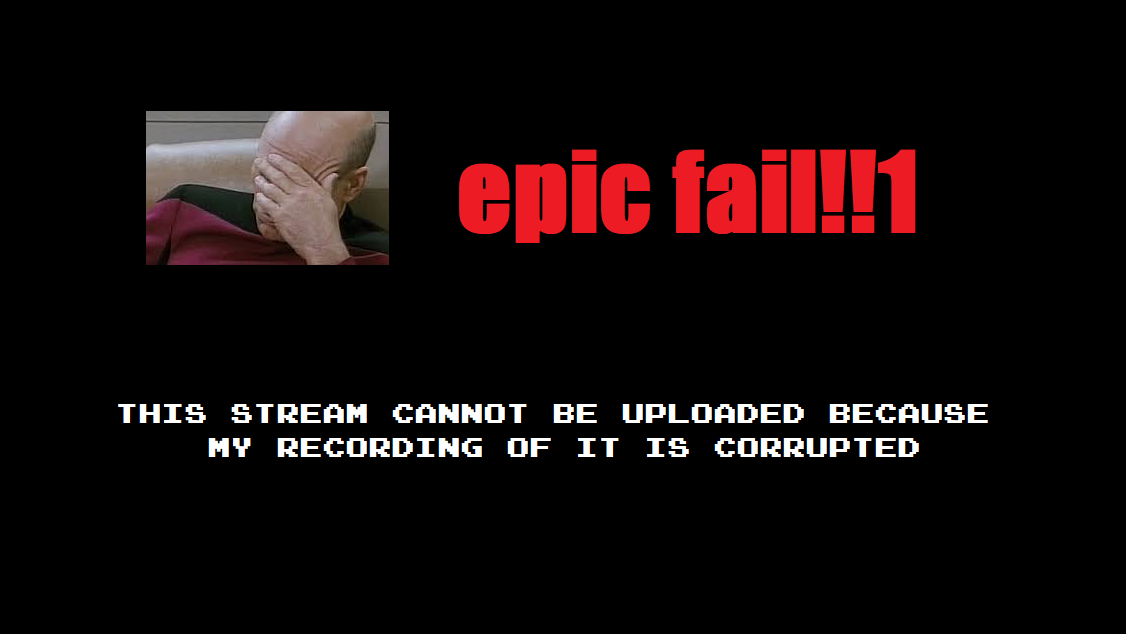 epic fail!!1
THIS STREAM CANNOT BE UPLOADED BECAUSE
MY RECORDING OF IT IS CORRUPTED